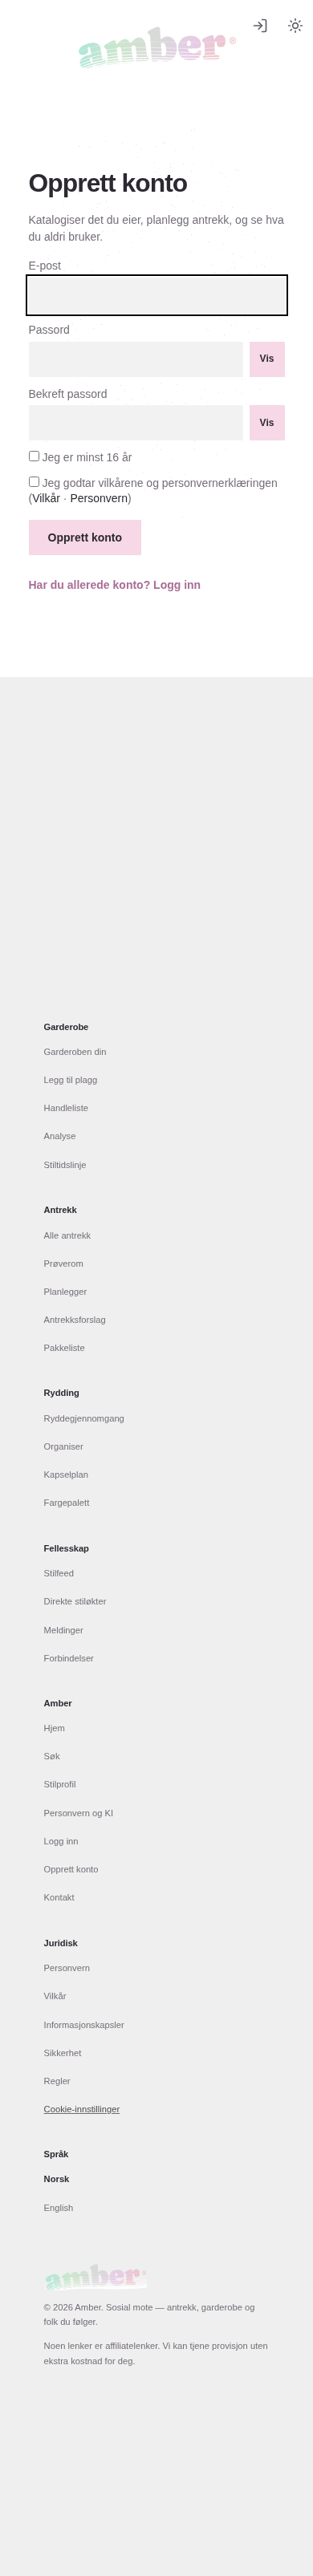 amber®
Opprett konto
Katalogiser det du eier, planlegg antrekk, og se hva
du aldri bruker.
E-post
Passord
Vis
Bekreft passord
Vis
Jeg er minst 16 år
Jeg godtar vilkårene og personvernerklæringen
(Vilkår · Personvern)
Opprett konto
Har du allerede konto? Logg inn
Garderobe
Garderoben din
Legg til plagg
Handleliste
Analyse
Stiltidslinje
Antrekk
Alle antrekk
Prøverom
Planlegger
Antrekksforslag
Pakkeliste
Rydding
Ryddegjennomgang
Organiser
Kapselplan
Fargepalett
Fellesskap
Stilfeed
Direkte stiløkter
Meldinger
Forbindelser
Amber
Hjem
Søk
Stilprofil
Personvern og KI
Logg inn
Opprett konto
Kontakt
Juridisk
Personvern
Vilkår
Informasjonskapsler
Sikkerhet
Regler
Cookie-innstillinger
Språk
Norsk
English
amber®
© 2026 Amber. Sosial mote — antrekk, garderobe og
folk du følger.
Noen lenker er affiliatelenker. Vi kan tjene provisjon uten
ekstra kostnad for deg.